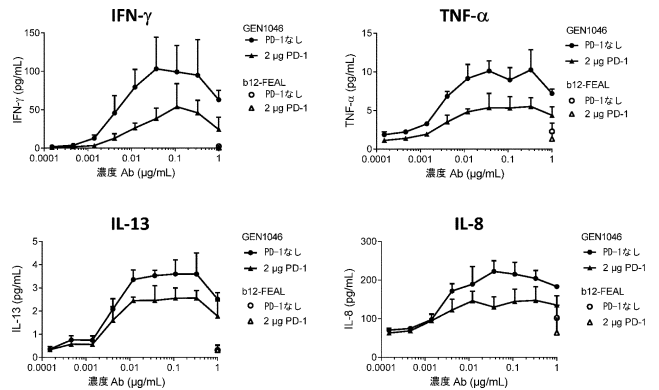 IFN-γ
IFN-γ (pg/mL)
150
100
50
0
0.0001
0.001
0.01
0.1
1
濃度 Ab (µg/mL)
GEN1046
PD-1なし
2 µg PD-1
b12-FEAL
PD-1なし
2 µg PD-1
TNF-α
TNF-α (pg/mL)
15
10
5
0
0.0001
0.001
0.01
0.1
1
濃度 Ab (µg/mL)
GEN1046
PD-1なし
2 µg PD-1
b12-FEAL
PD-1なし
2 µg PD-1
IL-13
IL-13 (pg/mL)
5
4
3
2
1
0
0.0001
0.001
0.01
0.1
1
濃度 Ab (µg/mL)
GEN1046
PD-1なし
2 µg PD-1
b12-FEAL
PD-1なし
2 µg PD-1
IL-8
IL-8 (pg/mL)
300
200
100
0
0.0001
0.001
0.01
0.1
1
濃度 Ab (µg/mL)
GEN1046
PD-1なし
2 µg PD-1
b12-FEAL
PD-1なし
2 µg PD-1